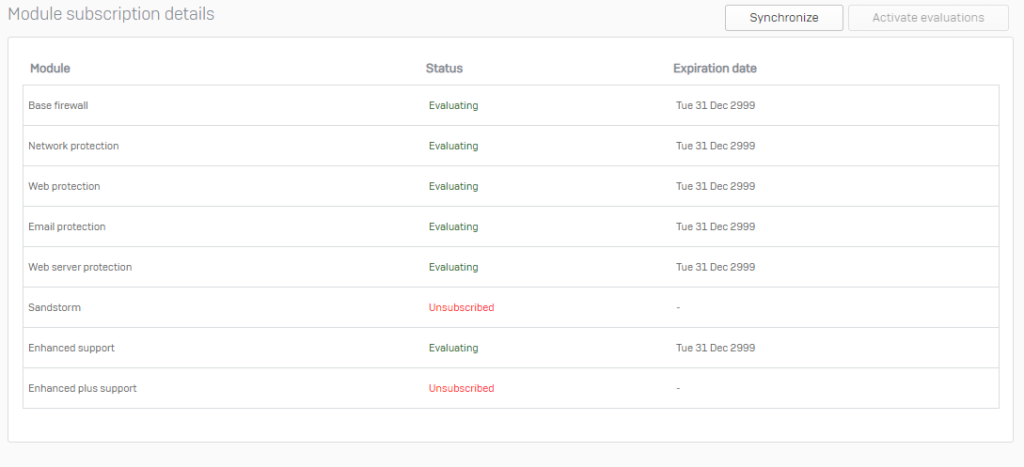 Module subscription details
Synchronize Activate evaluations
Module Status Expiration date
Base firewall Evaluating Tue 31 Dec 2999
Network protection Evaluating Tue 31 Dec 2999
Web protection Evaluating Tue 31 Dec 2999
Email protection Evaluating Tue 31 Dec 2999
Web server protection Evaluating Tue 31 Dec 2999
Sandstorm Unsubscribed -
Enhanced support Evaluating Tue 31 Dec 2999
Enhanced plus support Unsubscribed -